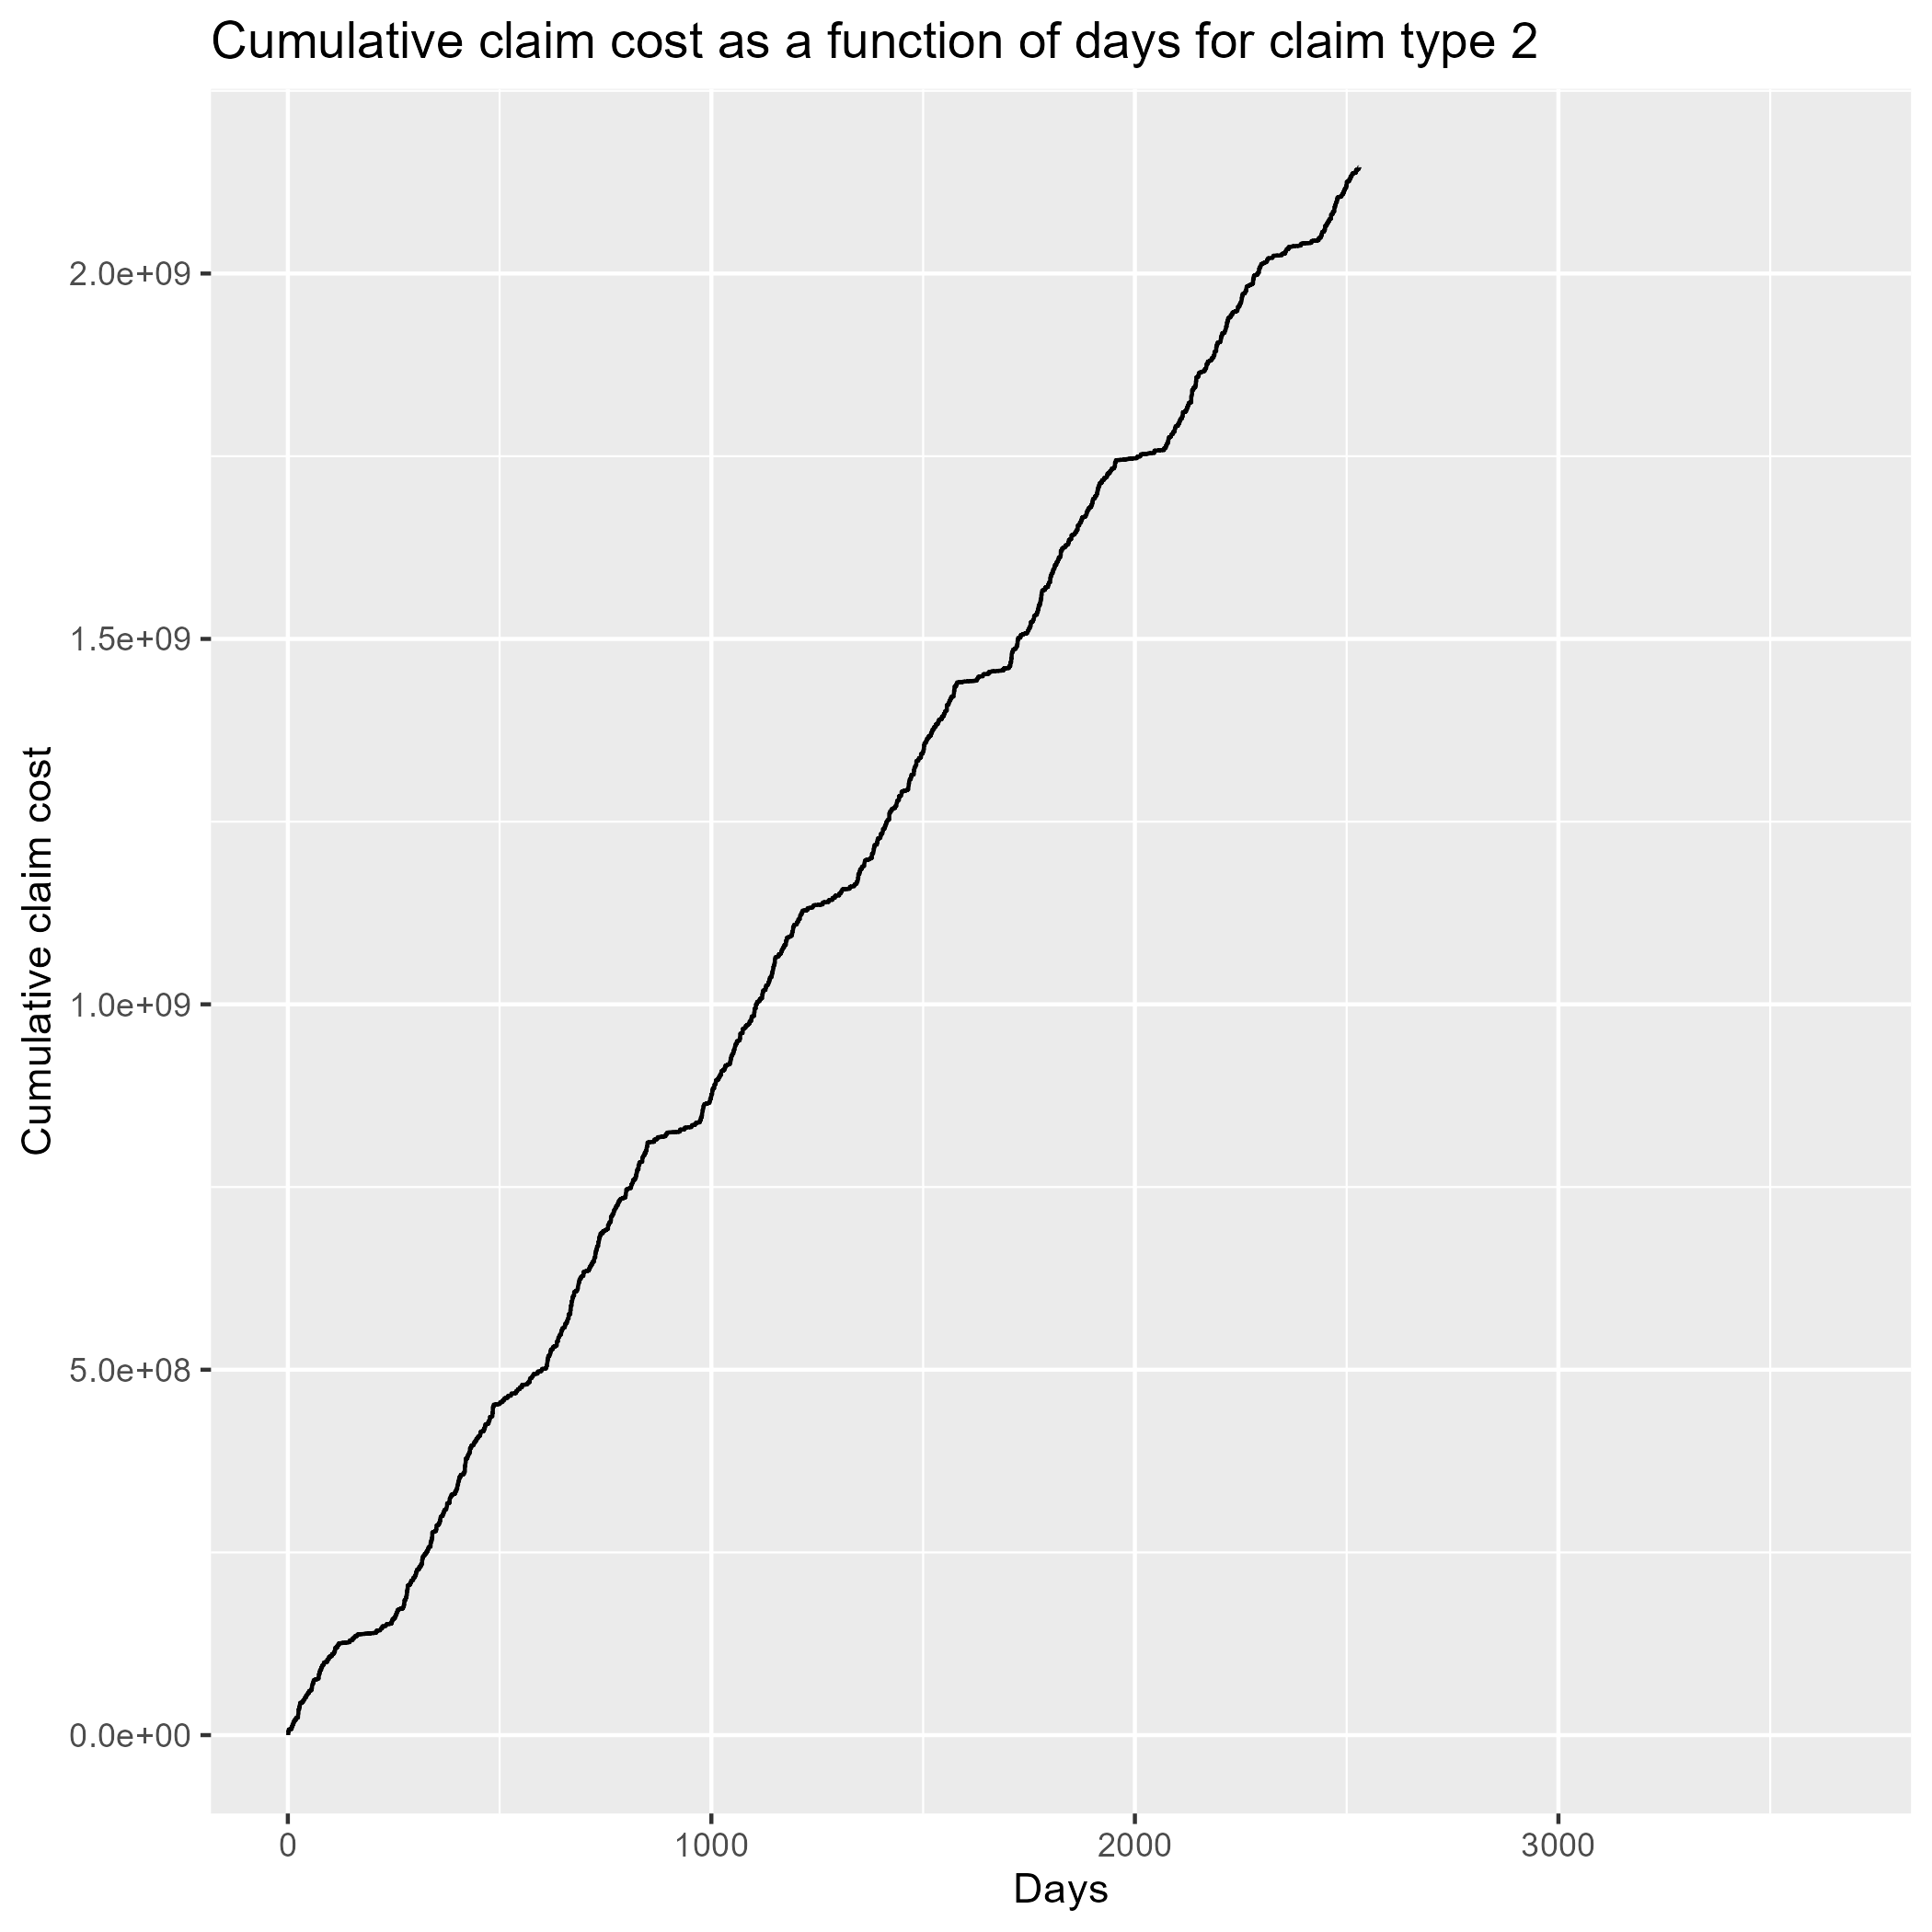 Cumulative claim cost as a function of days for claim type 2
Cumulative claim cost
2.0e+09
1.5e+09
1.0e+09
5.0e+08
0.0e+00
0 1000 2000 3000
Days